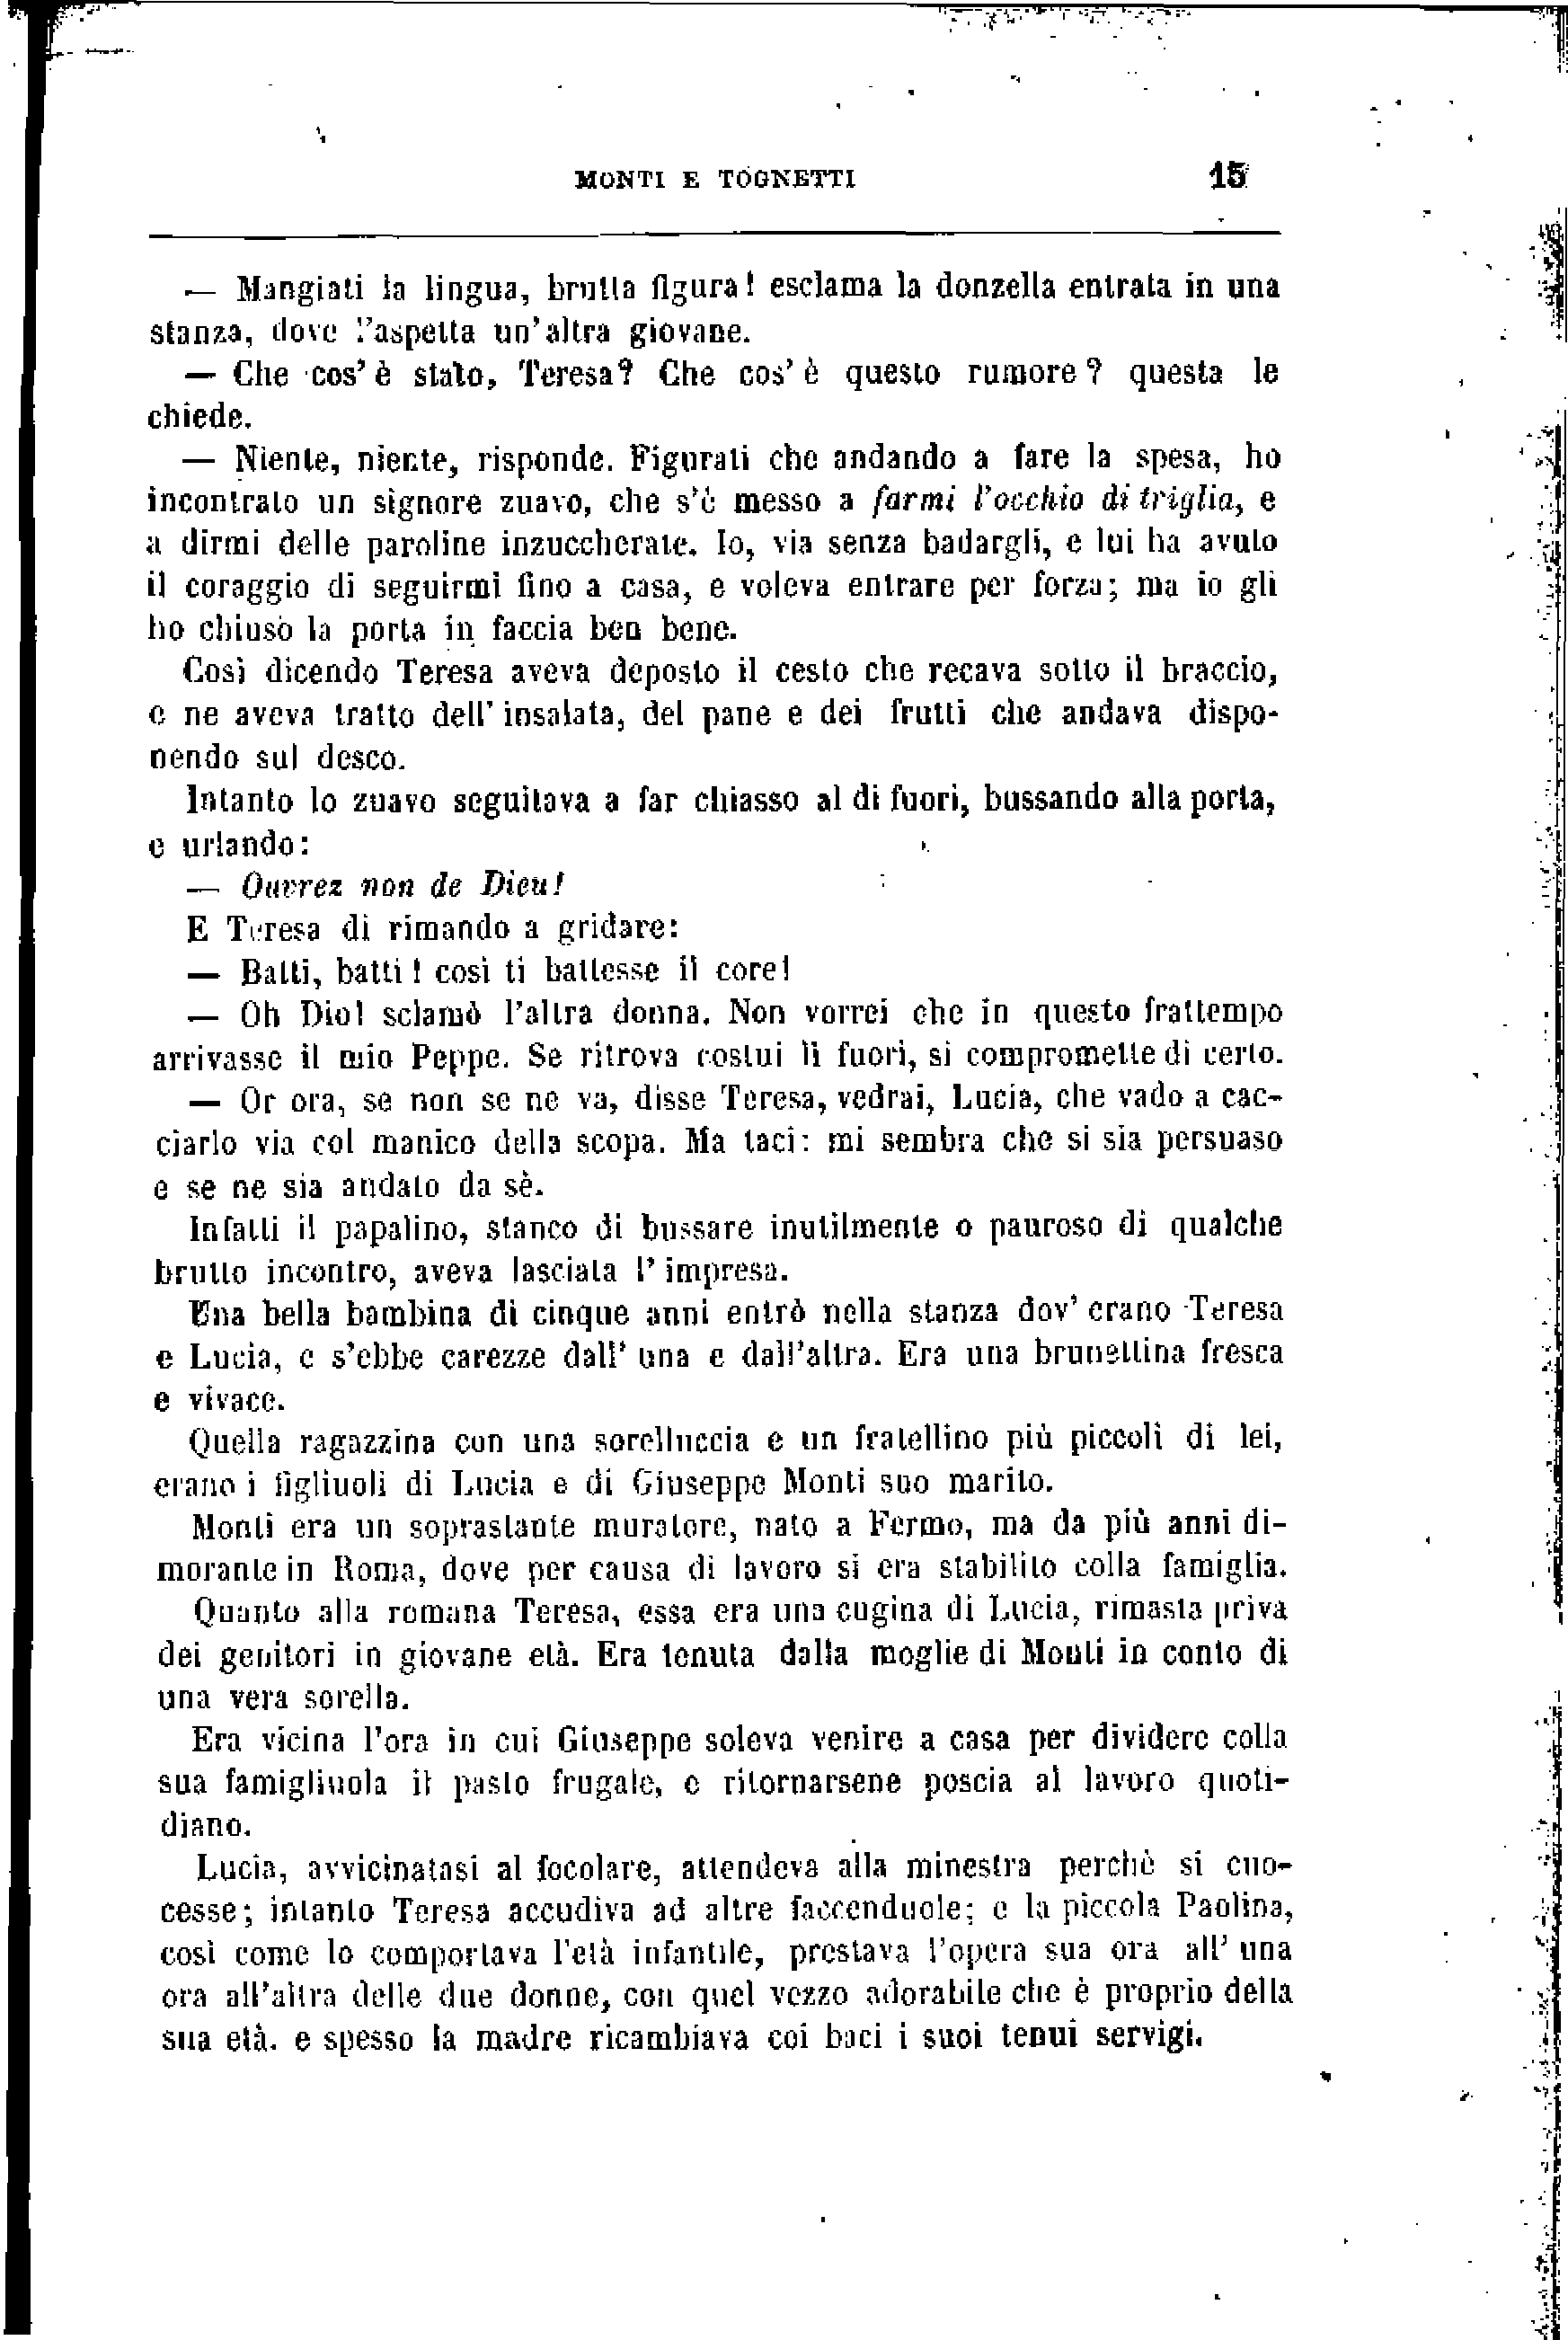 MONTI E TOGNETTI 15
— Mangiati la lingua, brutta figura! esclama la donzella entrata in una
stanza, dove l'aspetta un'altra giovane.
— Che cos'è stato, Teresa? Che cos'è questo rumore? questa le
chiede.
— Niente, niente, risponde. Figurati che andando a fare la spesa, ho
incontrato un signore zuavo, che s'è messo a farmi l'occhio di triglia, e
a dirmi delle paroline inzuccherate. Io, via senza badargli, e lui ha avuto
il coraggio di seguirmi fino a casa, e voleva entrare per forza; ma io gli
ho chiuso la porta in faccia ben bene.
Così dicendo Teresa aveva deposto il cesto che recava sotto il braccio,
e ne aveva tratto dell'insalata, del pane e dei frutti che andava dispo-
nendo sul desco.
Intanto lo zuavo seguitava a far chiasso al di fuori, bussando alla porta,
e urlando:
— Ouvrez non de Dieu!
E Teresa di rimando a gridare:
— Batti, batti! così ti battesse il core!
— Oh Dio! sclamò l'altra donna. Non vorrei che in questo frattempo
arrivasse il mio Peppe. Se ritrova costui lì fuori, si compromette di certo.
— Or ora, se non se ne va, disse Teresa, vedrai, Lucia, che vado a cac-
ciarlo via col manico della scopa. Ma taci: mi sembra che si sia persuaso
e se ne sia andato da sè.
Infatti il papalino, stanco di bussare inutilmente o pauroso di qualche
brutto incontro, aveva lasciata l'impresa.
Una bella bambina di cinque anni entrò nella stanza dov'erano Teresa
e Lucia, e s'ebbe carezze dall'una e dall'altra. Era una brunettina fresca
e vivace.
Quella ragazzina con una sorelluccia e un fratellino più piccoli di lei,
erano i figliuoli di Lucia e di Giuseppe Monti suo marito.
Monti era un soprastante muratore, nato a Fermo, ma da più anni di-
morante in Roma, dove per causa di lavoro si era stabilito colla famiglia.
Quanto alla romana Teresa, essa era una cugina di Lucia, rimasta priva
dei genitori in giovane età. Era tenuta dalla moglie di Monti in conto di
una vera sorella.
Era vicina l'ora in cui Giuseppe soleva venire a casa per dividere colla
sua famigliuola il pasto frugale, e ritornarsene poscia al lavoro quoti-
diano.
Lucia, avvicinatasi al focolare, attendeva alla minestra perchè si cuo-
cesse; intanto Teresa accudiva ad altre faccenduole; e la piccola Paolina,
così come lo comportava l'età infantile, prestava l'opera sua ora all'una
ora all'altra delle due donne, con quel vezzo adorabile che è proprio della
sua età. e spesso la madre ricambiava coi baci i suoi tenui servigi.